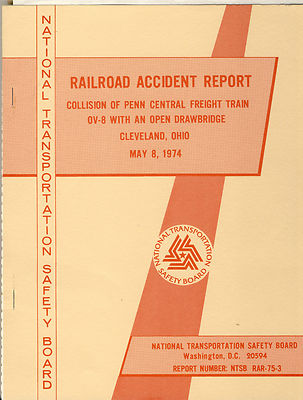 NATIONAL TRANSPORTATION SAFETY BOARD
RAILROAD ACCIDENT REPORT
COLLISION OF PENN CENTRAL FREIGHT TRAIN
OV-8 WITH AN OPEN DRAWBRIDGE
CLEVELAND, OHIO
MAY 8, 1974
NATIONAL TRANSPORTATION
SAFETY BOARD
NATIONAL TRANSPORTATION SAFETY BOARD
Washington, D.C. 20594
REPORT NUMBER: NTSB RAR-75-3